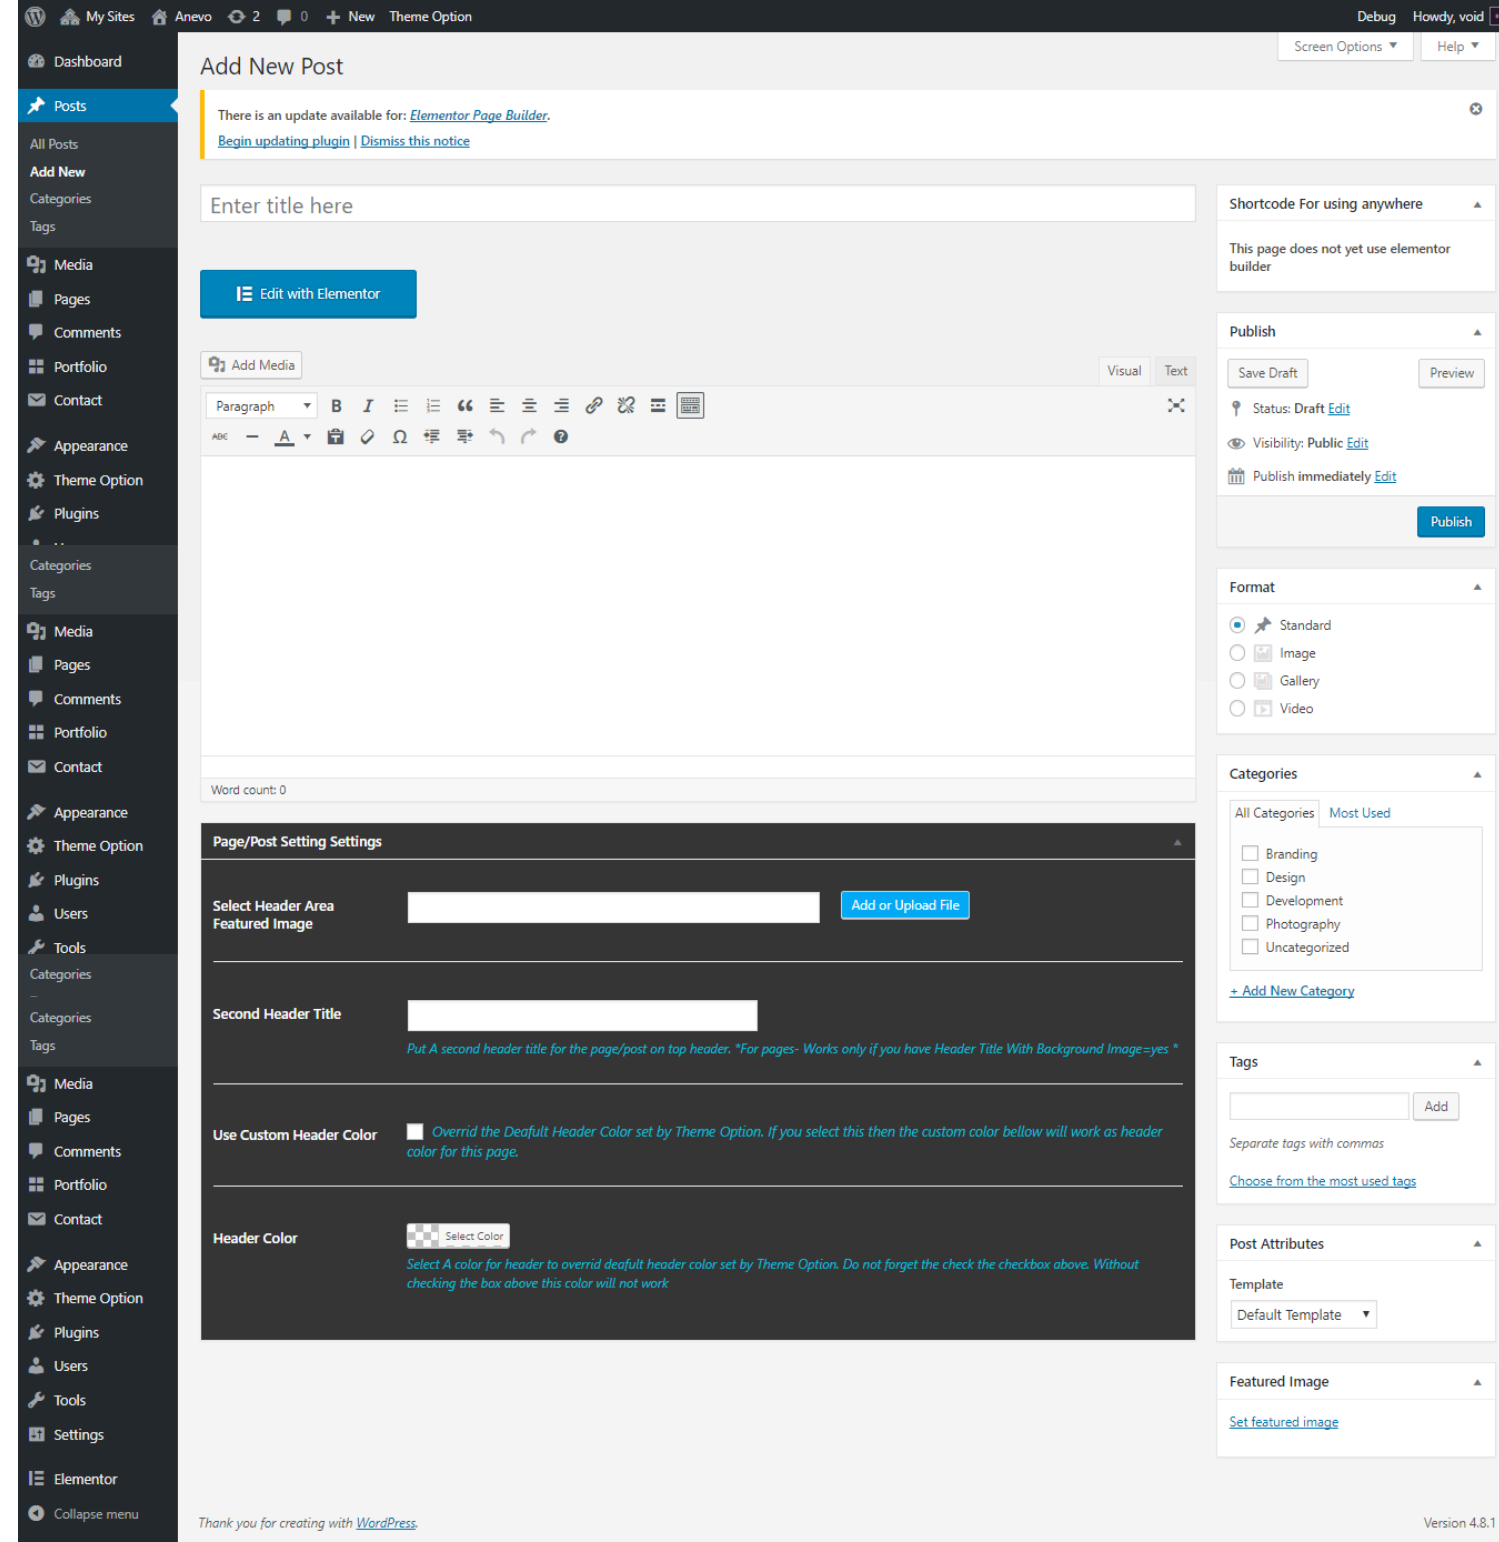 My Sites Anevo 2 0 New Theme Option Debug Howdy, void
Screen Options Help
Dashboard
Posts
All Posts
Add New
Categories
Tags
Media
Pages
Comments
Portfolio
Contact
Appearance
Theme Option
Plugins
Categories
Tags
Media
Pages
Comments
Portfolio
Contact
Appearance
Theme Option
Plugins
Users
Tools
Categories
Categories
Tags
Media
Pages
Comments
Portfolio
Contact
Appearance
Theme Option
Plugins
Users
Tools
Settings
Elementor
Collapse menu
Add New Post
There is an update available for: Elementor Page Builder.
Begin updating plugin | Dismiss this notice
Enter title here
Edit with Elementor
Add Media
Visual Text
Paragraph B I
ABC A Ω
Word count: 0
Page/Post Setting Settings
Select Header Area
Featured Image
Add or Upload File
Second Header Title
Put A second header title for the page/post on top header. *For pages- Works only if you have Header Title With Background Image=yes *
Use Custom Header Color
Overrid the Deafult Header Color set by Theme Option. If you select this then the custom color bellow will work as header
color for this page.
Header Color
Select Color
Select A color for header to overrid deafult header color set by Theme Option. Do not forget the check the checkbox above. Without
checking the box above this color will not work
Shortcode For using anywhere
This page does not yet use elementor
builder
Publish
Save Draft Preview
Status: Draft Edit
Visibility: Public Edit
Publish immediately Edit
Publish
Format
Standard
Image
Gallery
Video
Categories
All Categories Most Used
Branding
Design
Development
Photography
Uncategorized
+ Add New Category
Tags
Add
Separate tags with commas
Choose from the most used tags
Post Attributes
Template
Default Template
Featured Image
Set featured image
Thank you for creating with WordPress.
Version 4.8.1